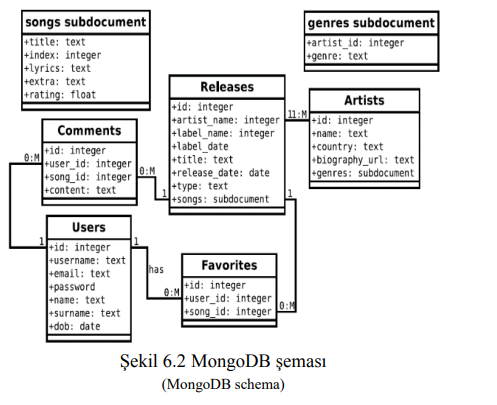 songs subdocument
+title: text
+index: integer
+lyrics: text
+extra: text
+rating: float
genres subdocument
+artist_id: integer
+genre: text
Releases
+id: integer
+artist_name: integer
+label_name: integer
+label_date
+title: text
+release_date: date
+type: text
+songs: subdocument
11:M
Artists
+id: integer
+name: text
+country: text
+biography_url: text
+genres: subdocument
Comments
+id: integer
+user_id: integer
+song_id: integer
+content: text
0:M
0:M
1
1
Users
+id: integer
+username: text
+email: text
+password
+name: text
+surname: text
+dob: date
1
1
has
0:M
Favorites
+id: integer
+user_id: integer
+song_id: integer
0:M
Şekil 6.2 MongoDB şeması
(MongoDB schema)